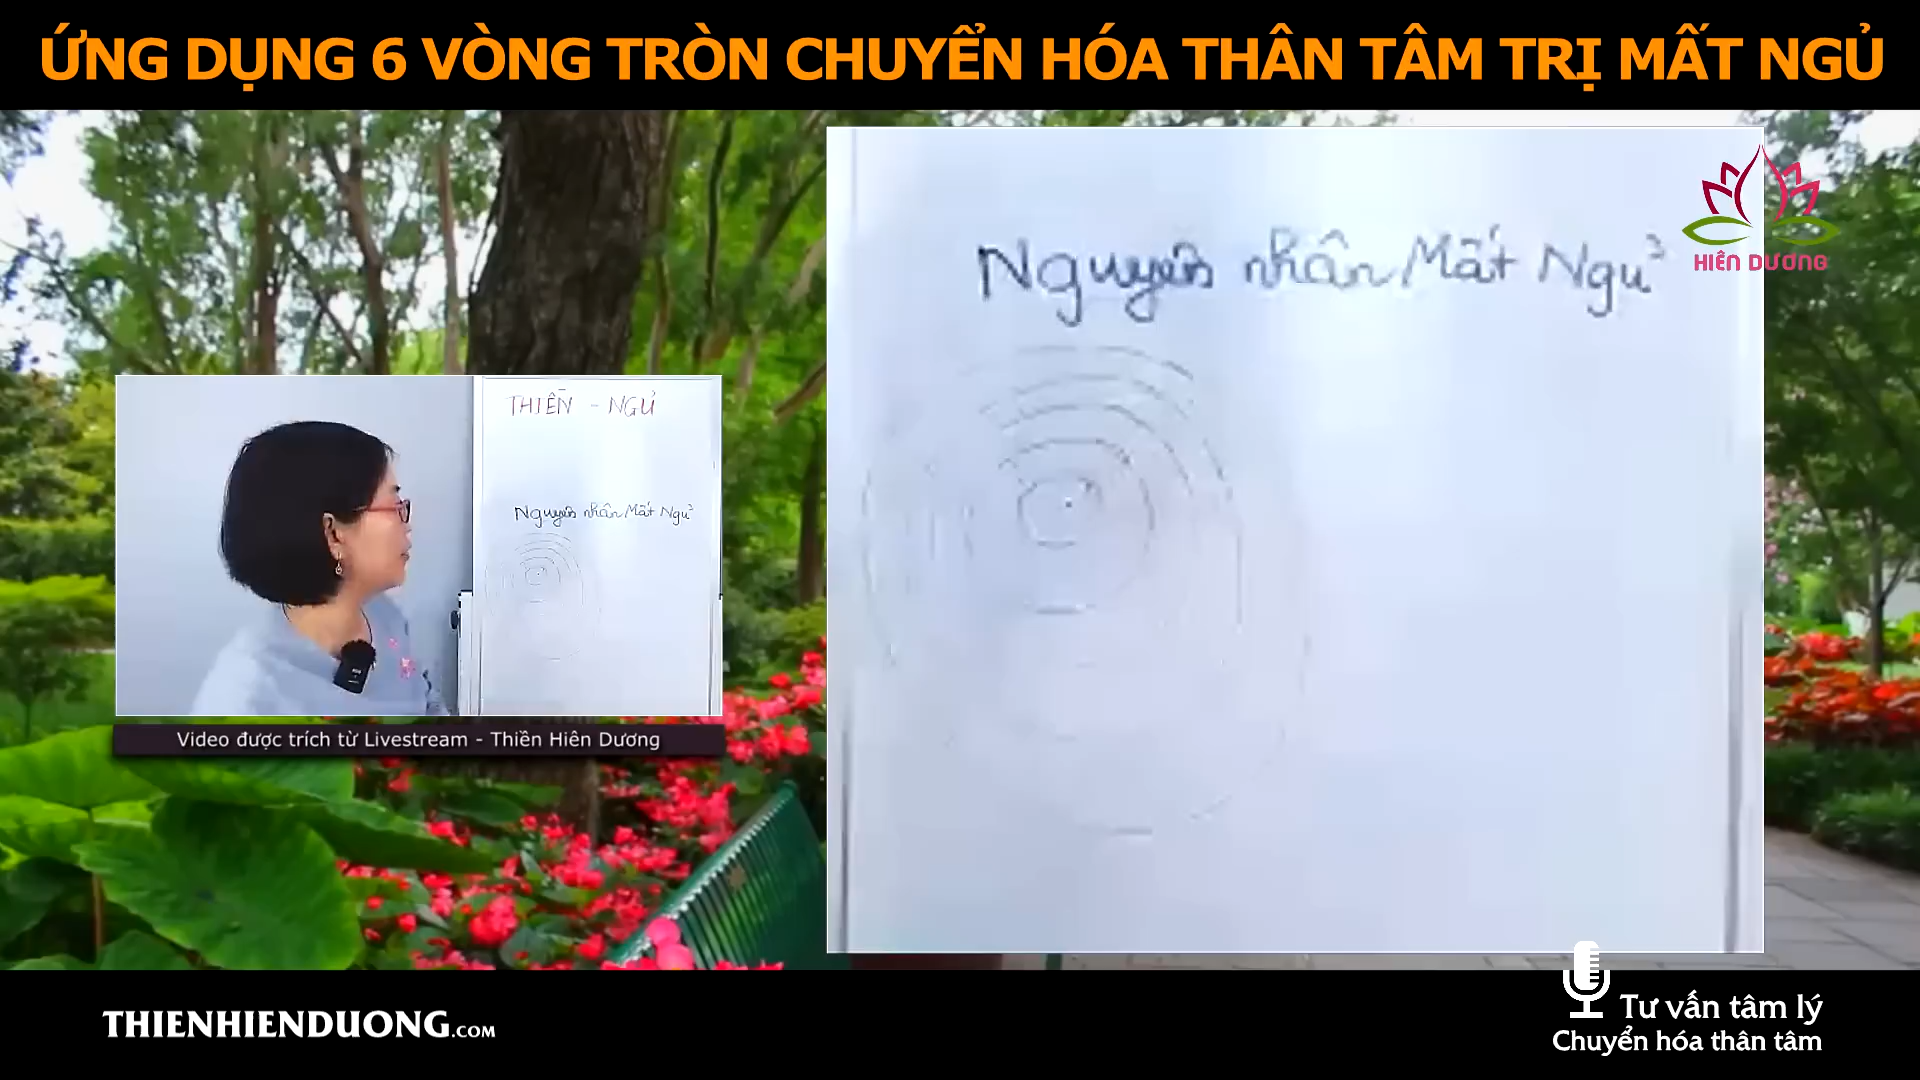 ỨNG DỤNG 6 VÒNG TRÒN CHUYỂN HÓA THÂN TÂM TRỊ MẤT NGỦ
HIÊN DƯƠNG
Nguyên nhân Mất Ngủ
THIỀN - NGỦ
Nguyên nhân Mất Ngủ
Video được trích từ Livestream - Thiền Hiên Dương
THIENHIENDUONG.COM
Tư vấn tâm lý
Chuyển hóa thân tâm